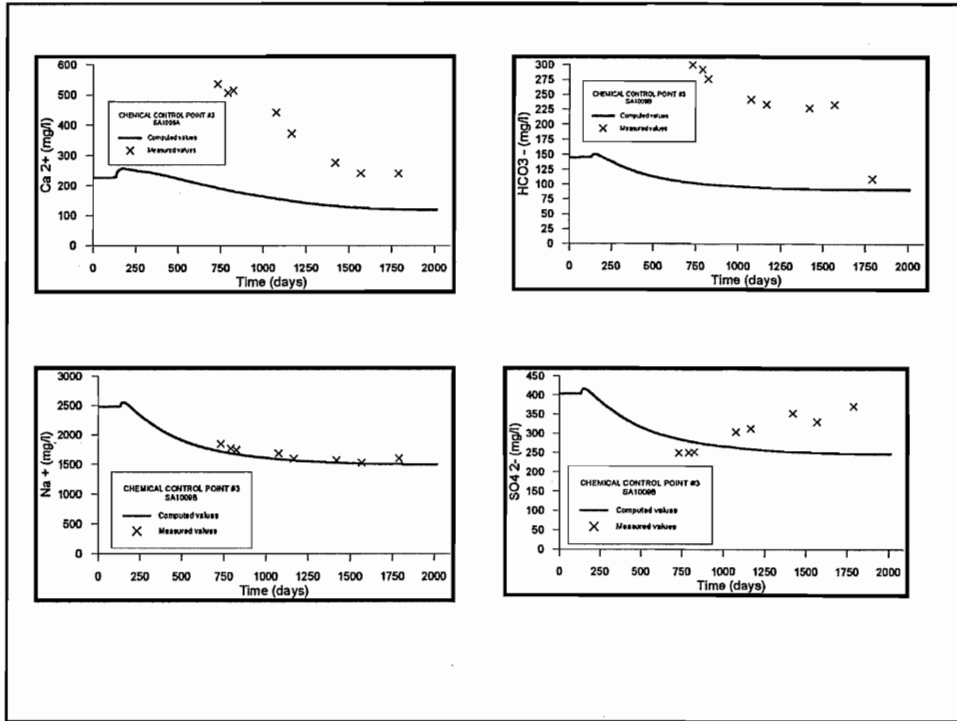 600
500
400
300
200
100
0
Ca 2+ (mg/l)
CHEMICAL CONTROL POINT #3
SA1009A
Computed values
Measured values
0 250 500 750 1000 1250 1500 1750 2000
Time (days)
300
275
250
225
200
175
150
125
100
75
50
25
0
HCO3 - (mg/l)
CHEMICAL CONTROL POINT #3
SA1009B
Computed values
Measured values
0 250 500 750 1000 1250 1500 1750 2000
Time (days)
3000
2500
2000
1500
1000
500
0
Na + (mg/l)
CHEMICAL CONTROL POINT #3
SA1009B
Computed values
Measured values
0 250 500 750 1000 1250 1500 1750 2000
Time (days)
450
400
350
300
250
200
150
100
50
0
SO4 2- (mg/l)
CHEMICAL CONTROL POINT #3
SA1009B
Computed values
Measured values
0 250 500 750 1000 1250 1500 1750 2000
Time (days)